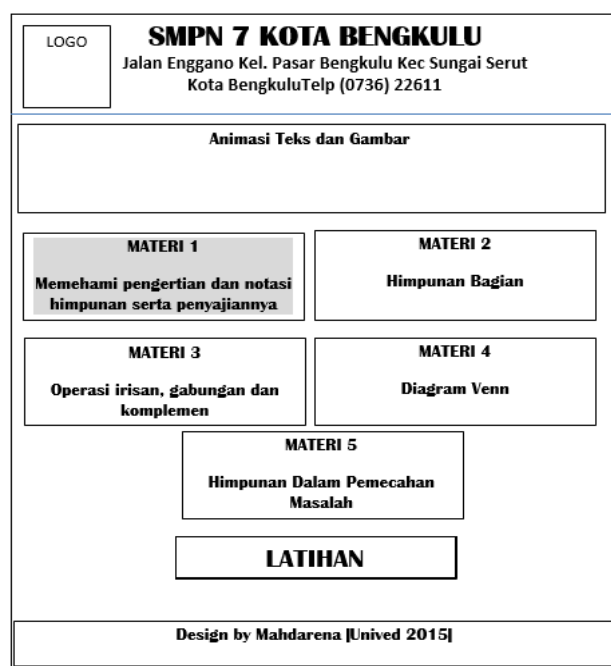 LOGO
SMPN 7 KOTA BENGKULU
Jalan Enggano Kel. Pasar Bengkulu Kec Sungai Serut
Kota BengkuluTelp (0736) 22611
Animasi Teks dan Gambar
MATERI 1
Memehami pengertian dan notasi
himpunan serta penyajiannya
MATERI 2
Himpunan Bagian
MATERI 3
Operasi irisan, gabungan dan
komplemen
MATERI 4
Diagram Venn
MATERI 5
Himpunan Dalam Pemecahan
Masalah
LATIHAN
Design by Mahdarena |Unived 2015|